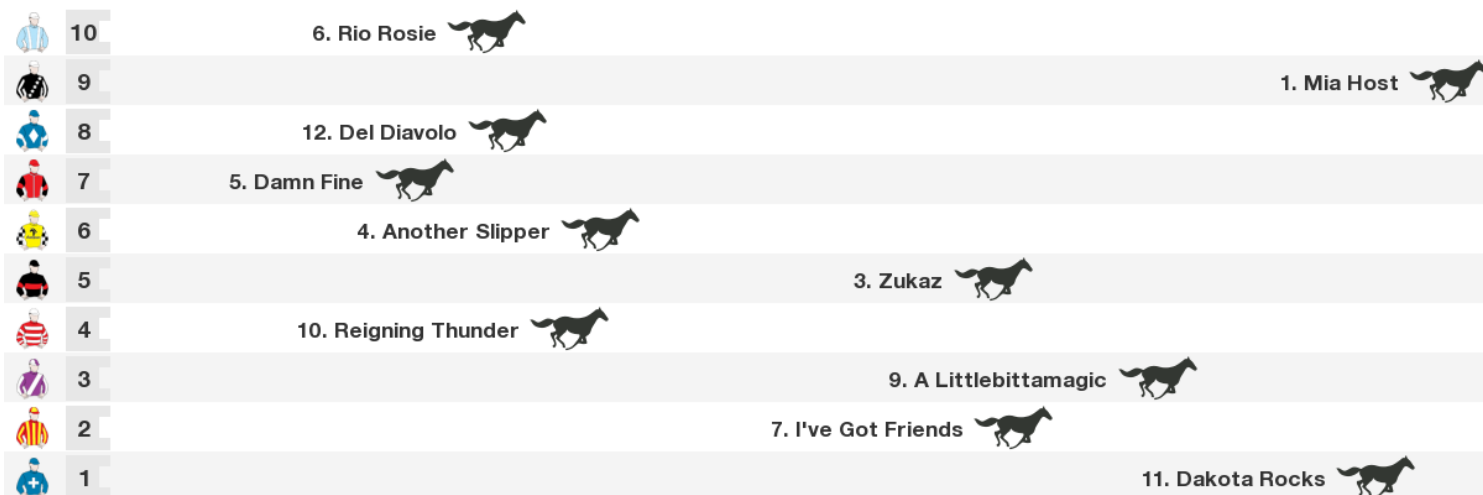 10 6. Rio Rosie
9 1. Mia Host
8 12. Del Diavolo
7 5. Damn Fine
6 4. Another Slipper
5 3. Zukaz
4 10. Reigning Thunder
3 9. A Littlebittamagic
2 7. I've Got Friends
1 11. Dakota Rocks